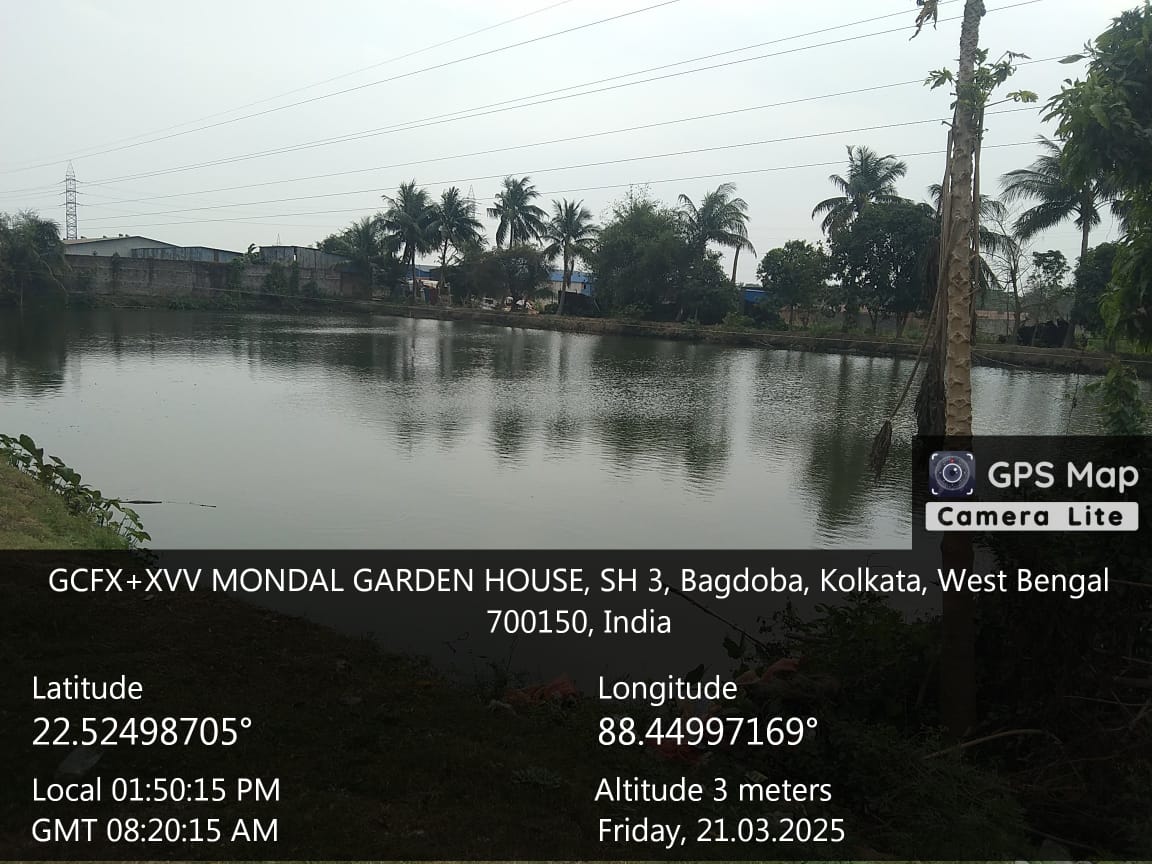 GPS Map
Camera Lite
GCFX+XVV MONDAL GARDEN HOUSE, SH 3, Bagdoba, Kolkata, West Bengal
700150, India
Latitude
22.52498705°
Longitude
88.44997169°
Local 01:50:15 PM
GMT 08:20:15 AM
Altitude 3 meters
Friday, 21.03.2025